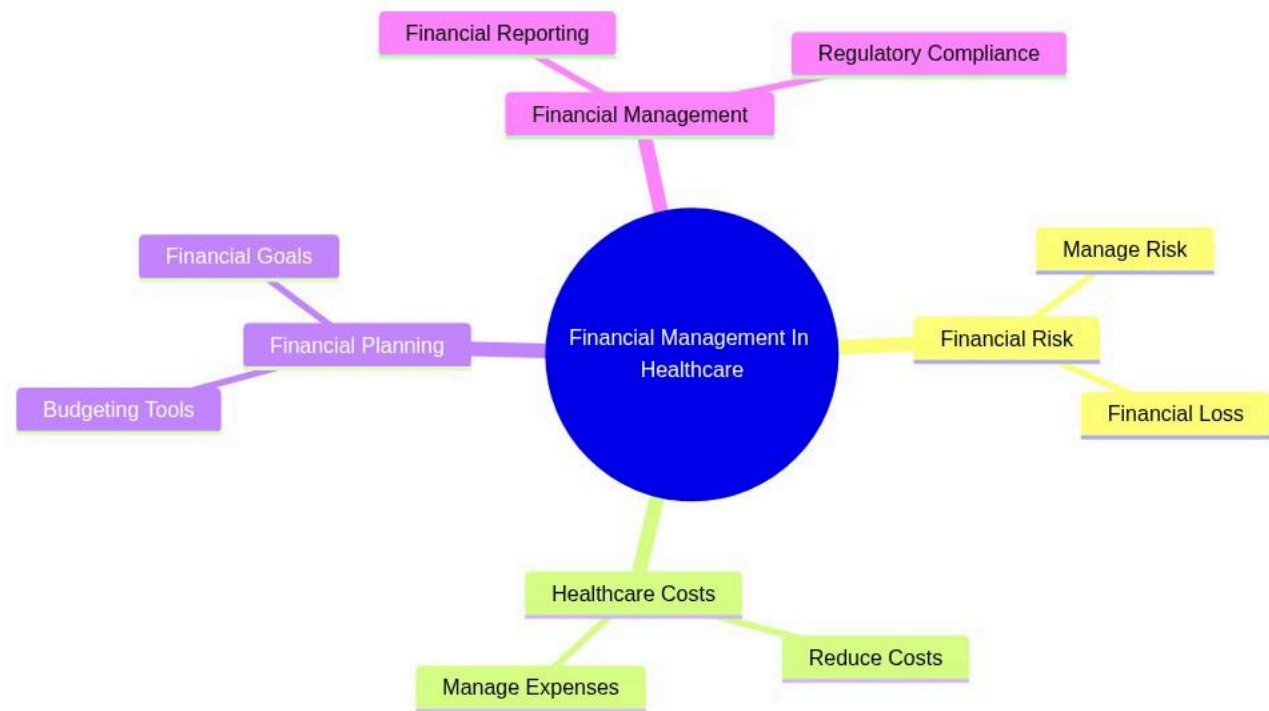 Financial Reporting
Regulatory Compliance
Financial Management
Financial Goals
Manage Risk
Financial Planning
Financial Management In
Healthcare
Financial Risk
Budgeting Tools
Financial Loss
Healthcare Costs
Reduce Costs
Manage Expenses